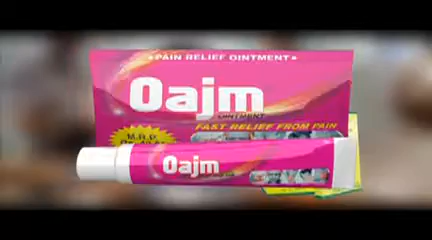 PAIN RELIEF OINTMENT
Oajm
OINTMENT
FAST RELIEF FROM PAIN
M.R.P.
Oajm